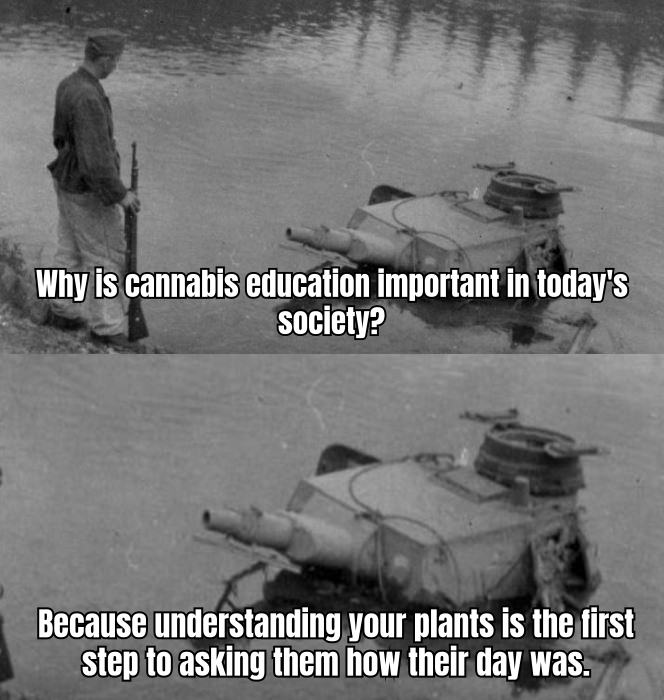 Why is cannabis education important in today's
society?
Because understanding your plants is the first
step to asking them how their day was.